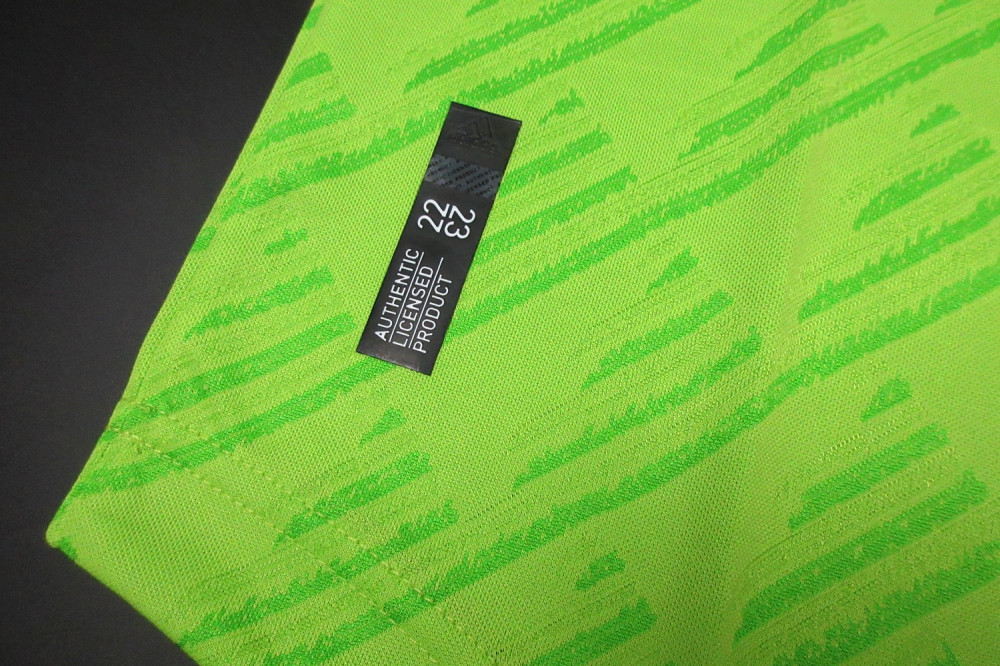 22
23
AUTHENTIC
LICENSED
PRODUCT